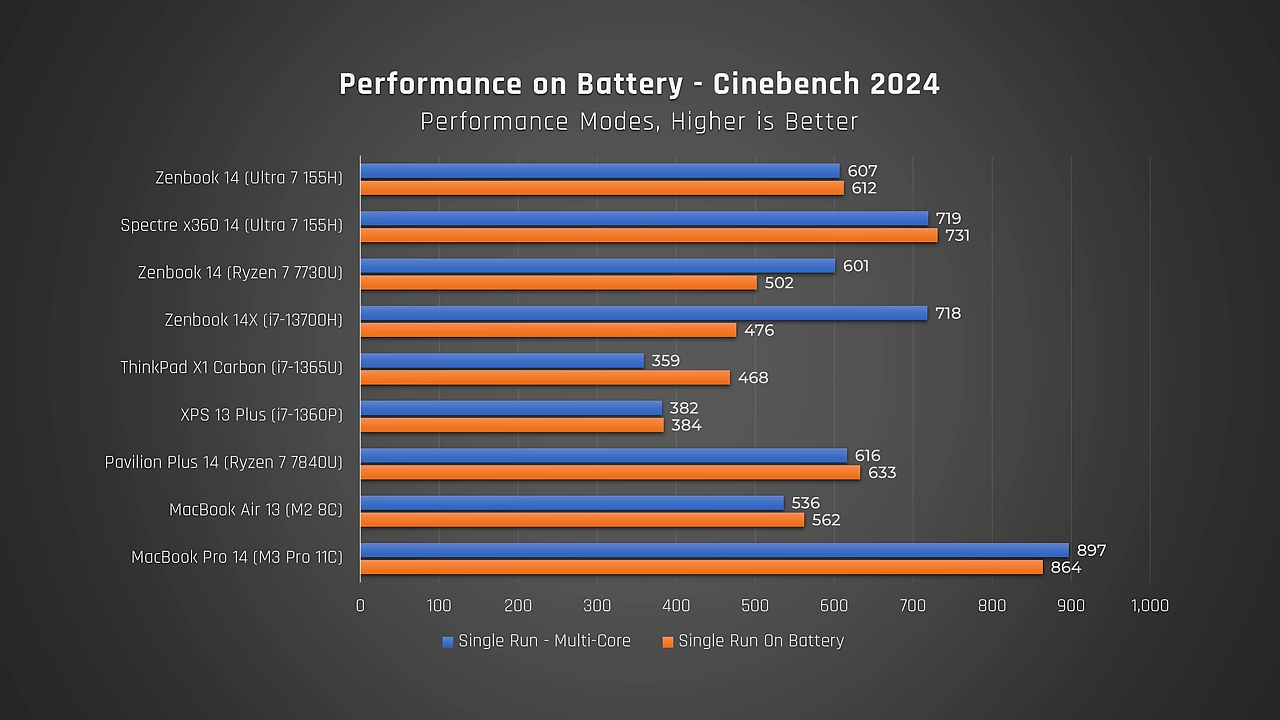 Performance on Battery - Cinebench 2024
Performance Modes, Higher is Better
Zenbook 14 (Ultra 7 155H)
607
612
Spectre x360 14 (Ultra 7 155H)
719
731
Zenbook 14 (Ryzen 7 7730U)
601
502
Zenbook 14X (i7-13700H)
718
476
ThinkPad X1 Carbon (i7-1365U)
359
468
XPS 13 Plus (i7-1360P)
382
384
Pavilion Plus 14 (Ryzen 7 7840U)
616
633
MacBook Air 13 (M2 8C)
536
562
MacBook Pro 14 (M3 Pro 11C)
897
864
0 100 200 300 400 500 600 700 800 900 1,000
Single Run - Multi-Core Single Run On Battery